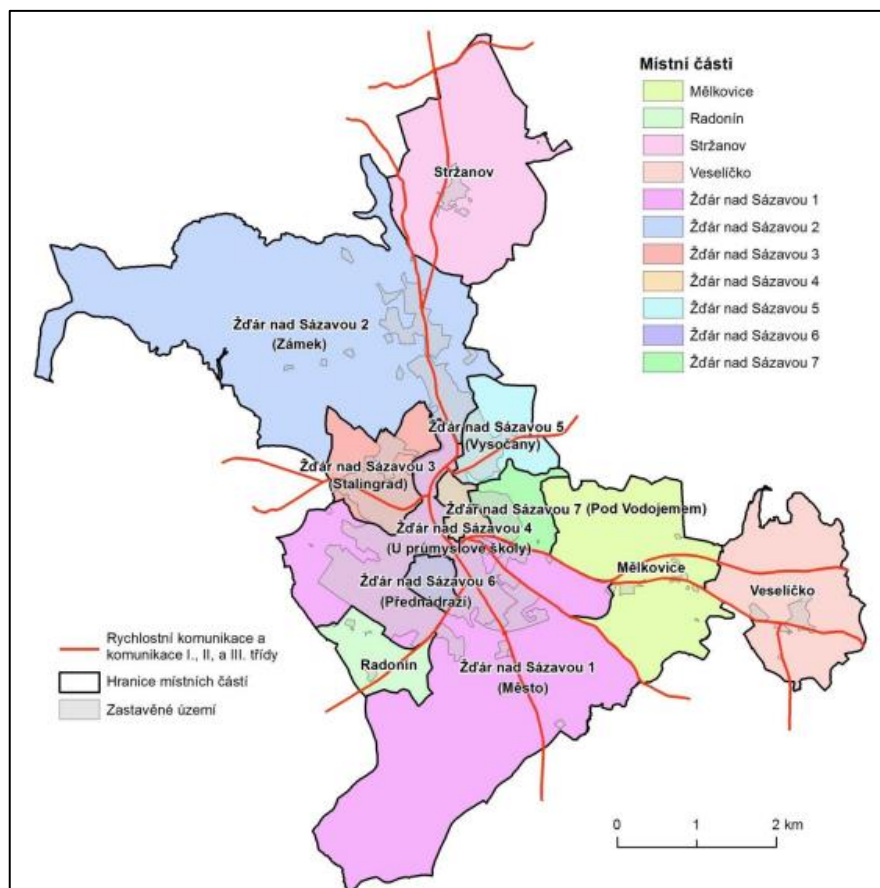 Místní části
Mělkovice
Radonín
Stržanov
Veselíčko
Žďár nad Sázavou 1
Žďár nad Sázavou 2
Žďár nad Sázavou 3
Žďár nad Sázavou 4
Žďár nad Sázavou 5
Žďár nad Sázavou 6
Žďár nad Sázavou 7
Stržanov
Žďár nad Sázavou 2
(Zámek)
Žďár nad Sázavou 5
(Vysočany)
Žďár nad Sázavou 3
(Stalingrad)
Žďár nad Sázavou 7 (Pod Vodojemem)
Žďár nad Sázavou 4
(U průmyslové školy)
Mělkovice
Žďár nad Sázavou 6
(Přednádraží)
Veselíčko
Radonín
Žďár nad Sázavou 1
(Město)
Rychlostní komunikace a
komunikace I., II, a III. třídy
Hranice místních částí
Zastavěné území
0 1 2 km